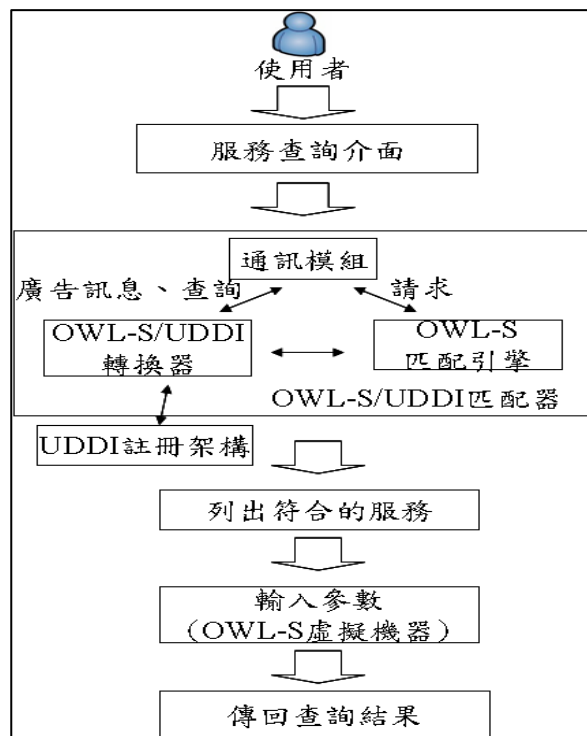 使用者
服務查詢介面
通訊模組
廣告訊息、查詢
請求
OWL-S/UDDI
轉換器
OWL-S
匹配引擎
OWL-S/UDDI匹配器
UDDI註冊架構
列出符合的服務
輸入參數
(OWL-S虛擬機器)
傳回查詢結果